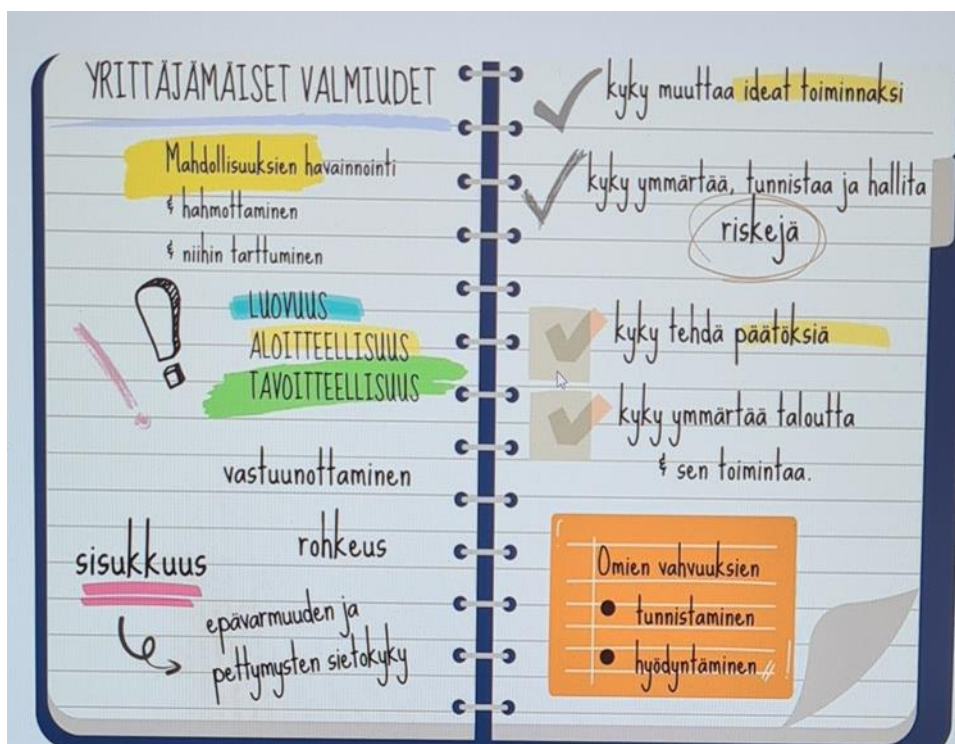 YRITTÄJÄMÄISET VALMIUDET
Mahdollisuuksien havainnointi
& hahmottaminen
& niihin tarttuminen
LUOVUUS
ALOITTEELLISUUS
TAVOITTEELLISUUS
vastuunottaminen
rohkeus
sisukkuus
epävarmuuden ja
pettymysten sietokyky
kyky muuttaa ideat toiminnaksi
kyky ymmärtää, tunnistaa ja hallita
riskejä
kyky tehdä päätöksiä
kyky ymmärtää taloutta
& sen toimintaa.
Omien vahvuuksien
• tunnistaminen
• hyödyntäminen